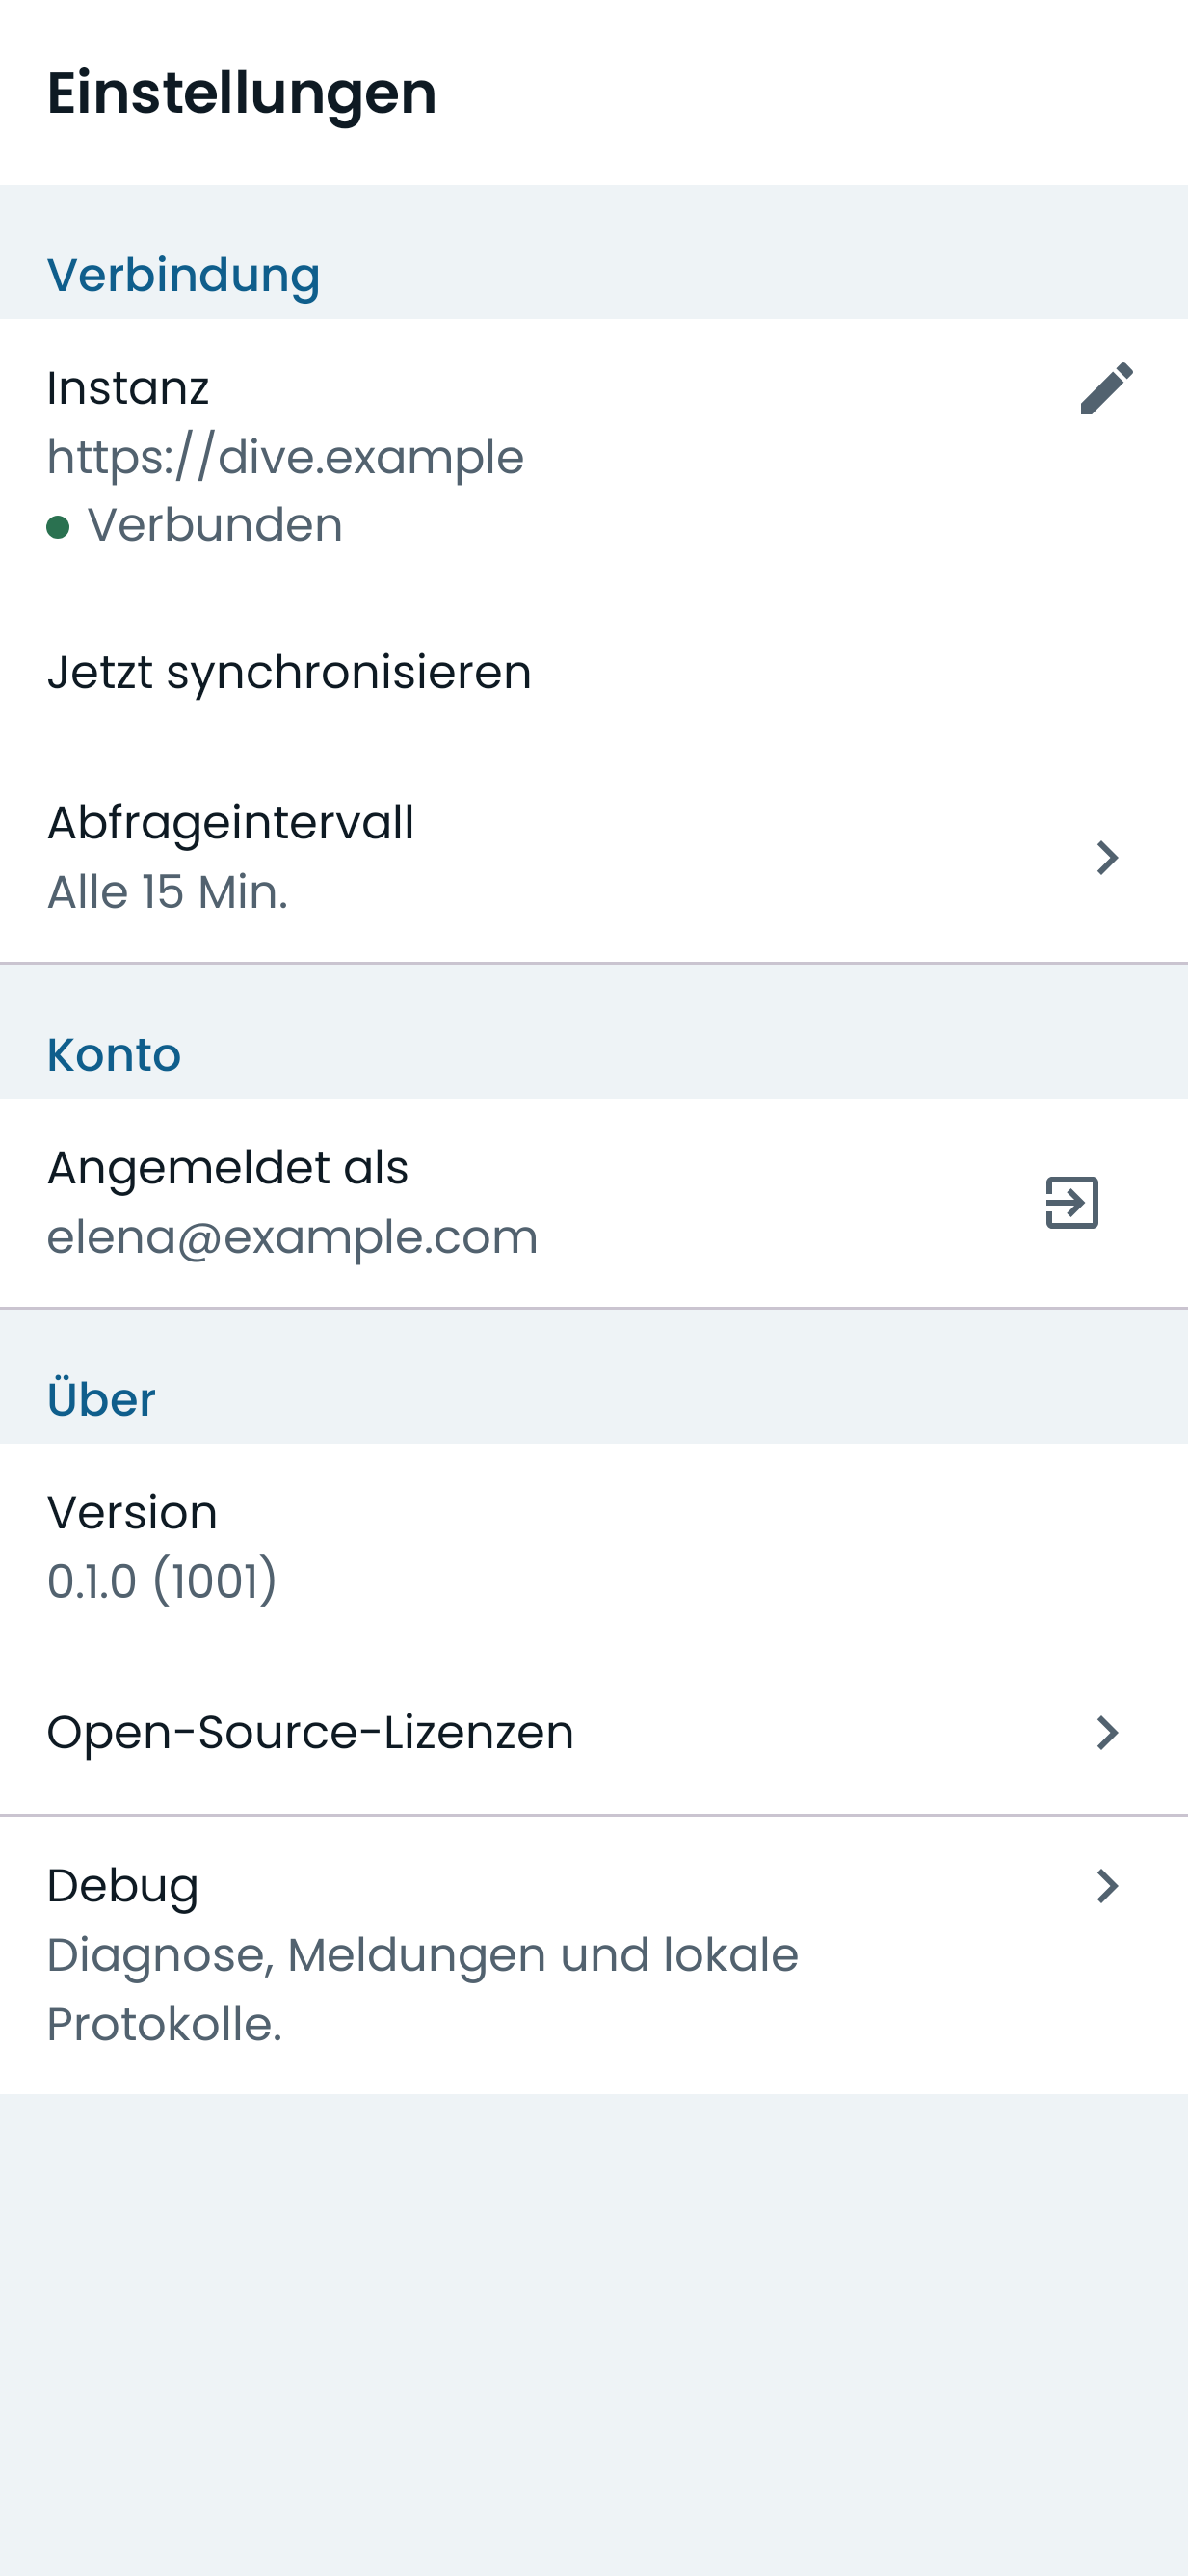 Einstellungen
Verbindung
Instanz
https://dive.example
Verbunden
Jetzt synchronisieren
Abfrageintervall
Alle 15 Min.
Konto
Angemeldet als
elena@example.com
Über
Version
0.1.0 (1001)
Open-Source-Lizenzen
Debug
Diagnose, Meldungen und lokale
Protokolle.